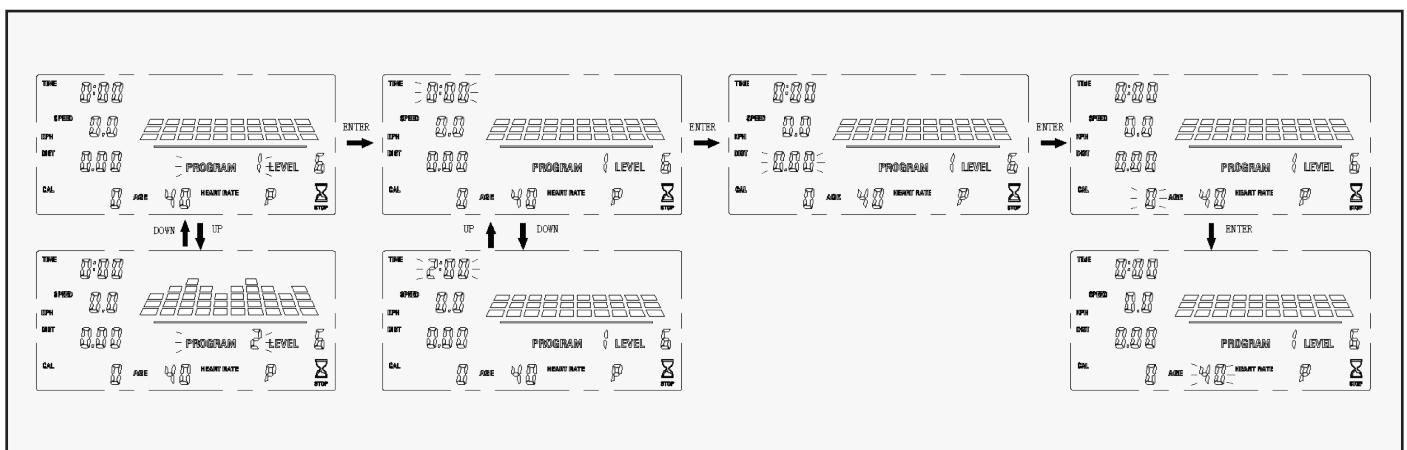 TIME 0:00
SPEED 0.0
KPH
DIST 0.00
PROGRAM 1 LEVEL 6
CAL 0 AGE 40 HEART RATE P
STOP
ENTER
TIME 0:00
SPEED 0.0
KPH
DIST 0.00
PROGRAM 1 LEVEL 6
CAL 0 AGE 40 HEART RATE P
STOP
ENTER
TIME 0:00
SPEED 0.0
KPH
DIST 0.00
PROGRAM 1 LEVEL 6
CAL 0 AGE 40 HEART RATE P
STOP
ENTER
TIME 0:00
SPEED 0.0
KPH
DIST 0.00
PROGRAM 1 LEVEL 6
CAL 0 AGE 40 HEART RATE P
STOP
DOWN UP
UP DOWN
ENTER
TIME 0:00
SPEED 0.0
KPH
DIST 0.00
PROGRAM 2 LEVEL 6
CAL 0 AGE 40 HEART RATE P
STOP
TIME 2:00
SPEED 0.0
KPH
DIST 0.00
PROGRAM 1 LEVEL 6
CAL 0 AGE 40 HEART RATE P
STOP
TIME 0:00
SPEED 0.0
KPH
DIST 0.00
PROGRAM 1 LEVEL 6
CAL 0 AGE 40 HEART RATE P
STOP